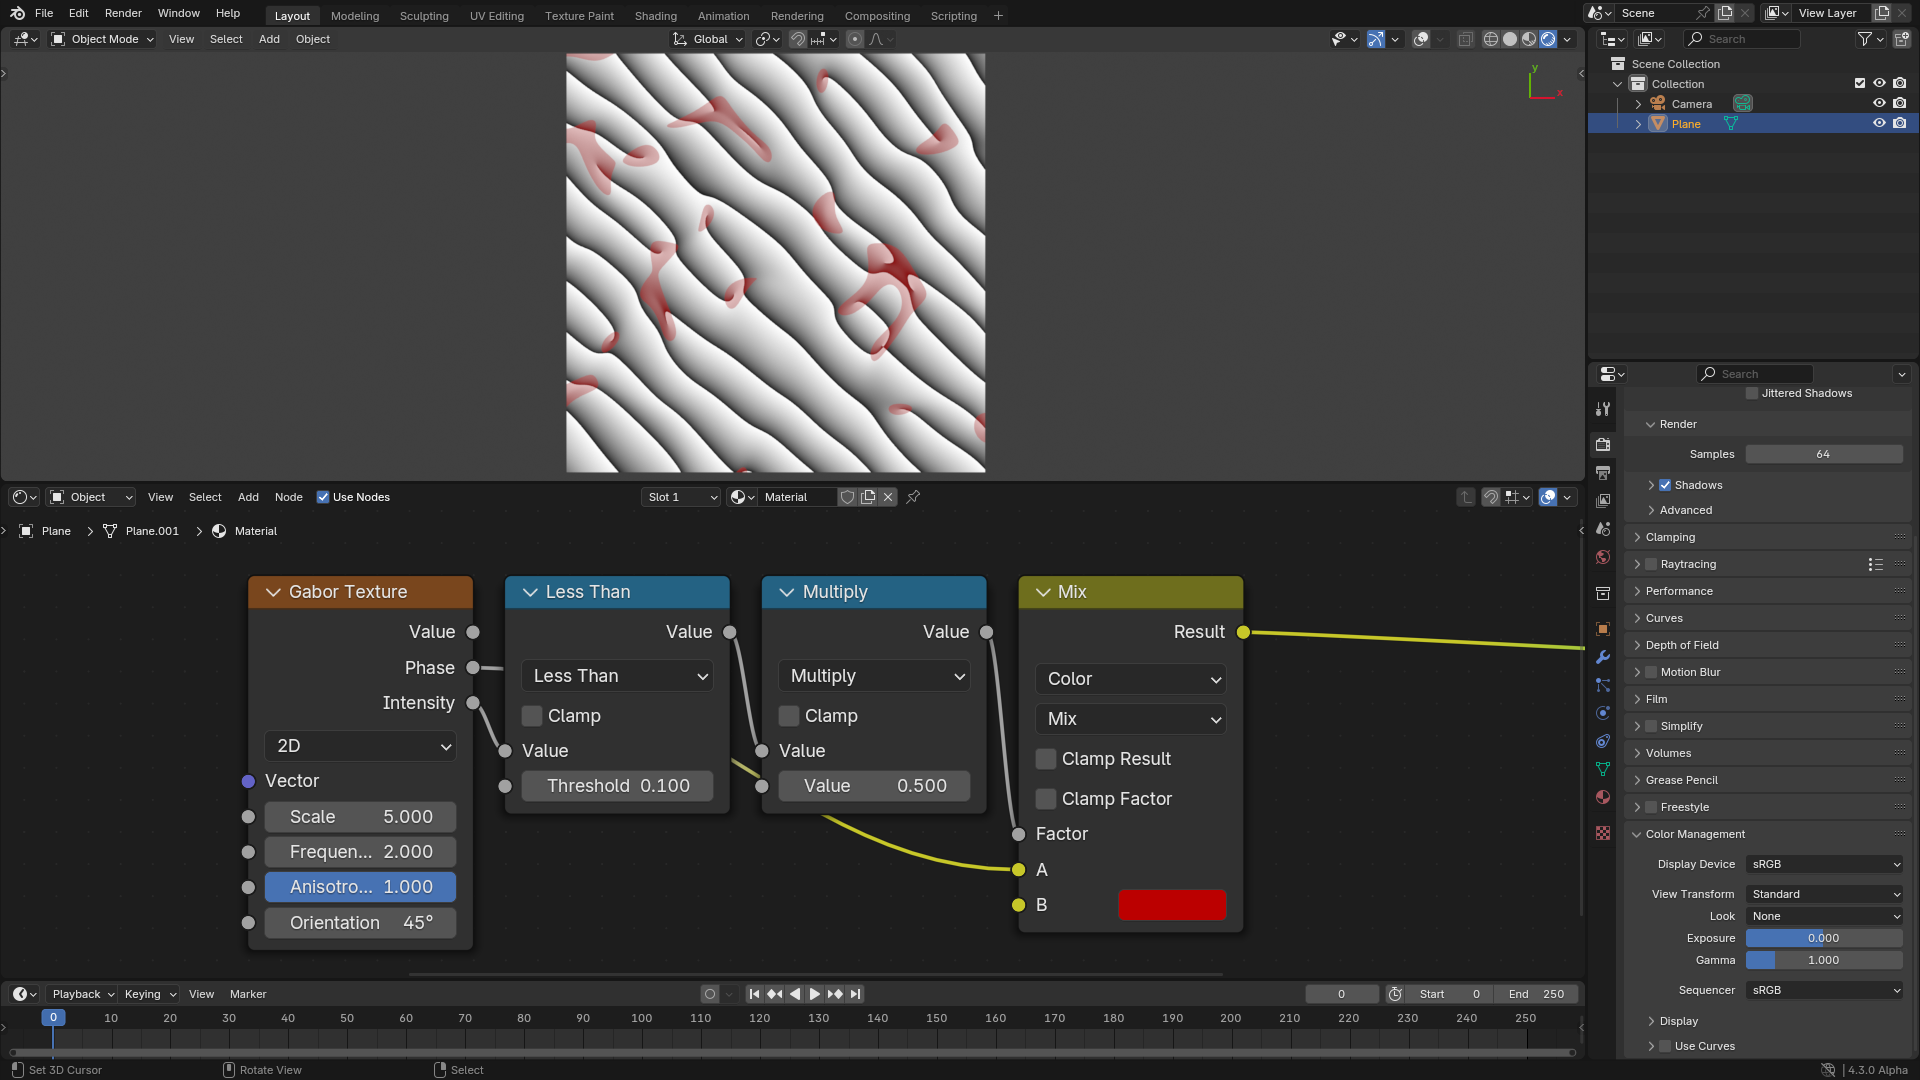 File Edit Render Window Help Layout Modeling Sculpting UV Editing Texture Paint Shading Animation Rendering Compositing Scripting + Scene View Layer
Object Mode View Select Add Object Global Search
y
x
Scene Collection
Collection
Camera
Plane
Search
Jittered Shadows
Render
Samples 64
Shadows
Advanced
Clamping
Raytracing
Performance
Curves
Depth of Field
Motion Blur
Film
Simplify
Volumes
Grease Pencil
Freestyle
Color Management
Display Device sRGB
View Transform Standard
Look None
Exposure 0.000
Gamma 1.000
Sequencer sRGB
Display
Use Curves
Object View Select Add Node Use Nodes Slot 1 Material
Plane Plane.001 Material
Gabor Texture
Value
Phase
Intensity
2D
Vector
Scale 5.000
Frequen... 2.000
Anisotro... 1.000
Orientation 45°
Less Than
Value
Less Than
Clamp
Value
Threshold 0.100
Multiply
Value
Multiply
Clamp
Value
Value 0.500
Mix
Result
Color
Mix
Clamp Result
Clamp Factor
Factor
A
B
Playback Keying View Marker 0 Start 0 End 250
0 10 20 30 40 50 60 70 80 90 100 110 120 130 140 150 160 170 180 190 200 210 220 230 240 250
Set 3D Cursor Rotate View Select 4.3.0 Alpha